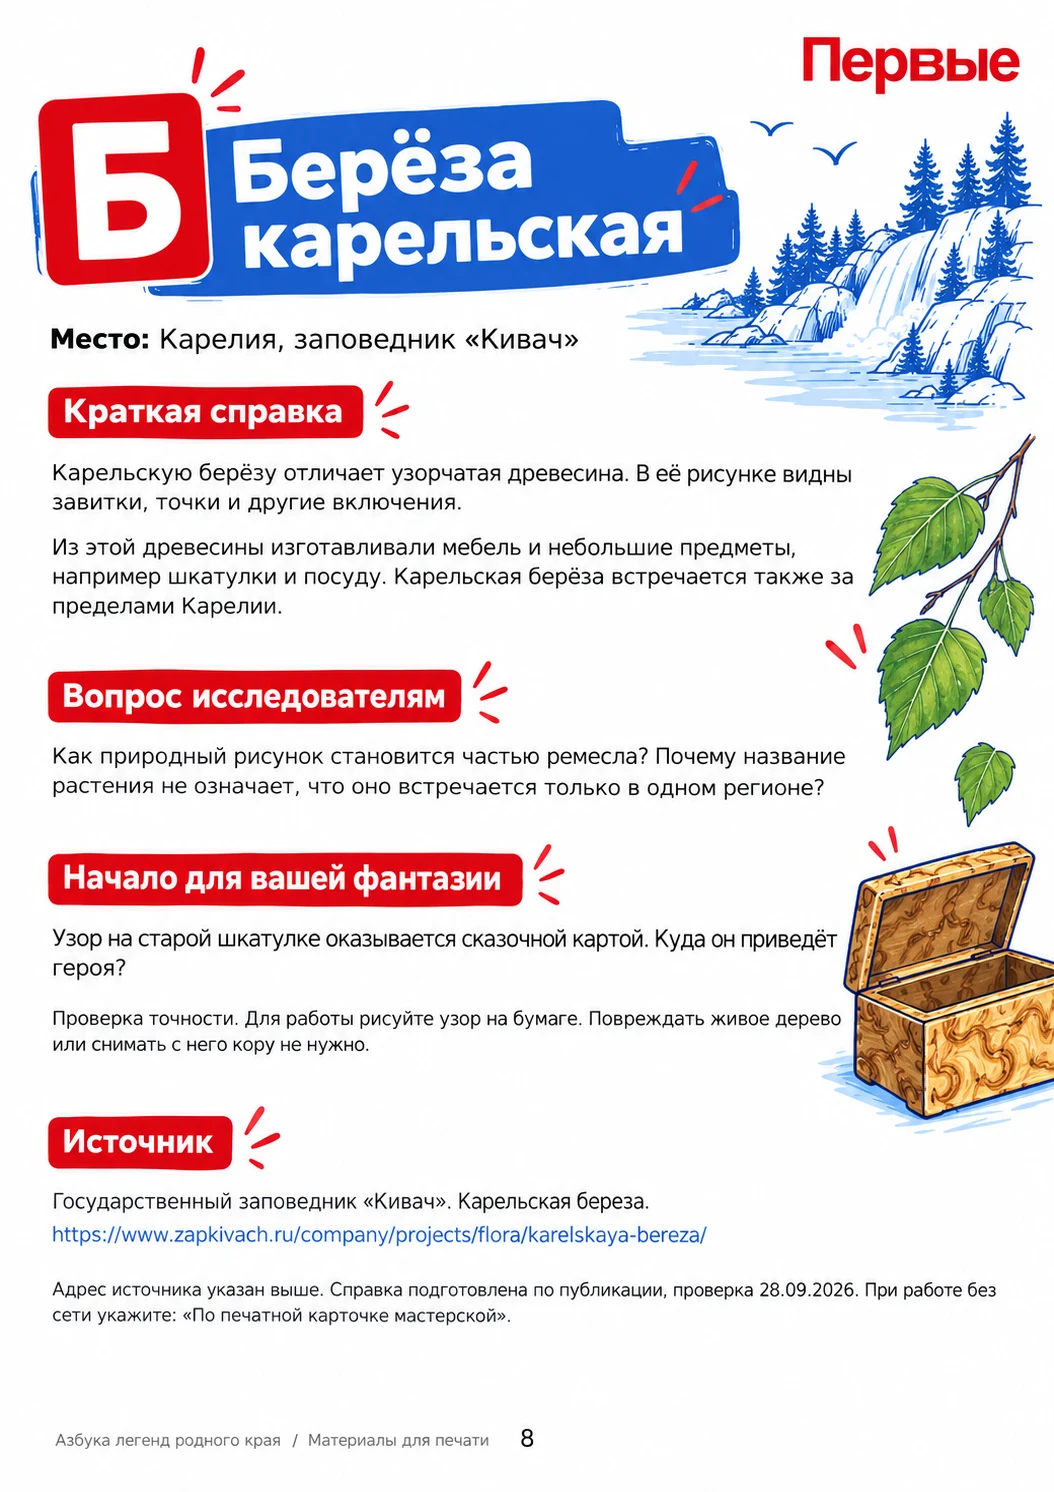 Первые
Б
Берёза
карельская
Место: Карелия, заповедник «Кивач»
Краткая справка
Карельскую берёзу отличает узорчатая древесина. В её рисунке видны
завитки, точки и другие включения.
Из этой древесины изготавливали мебель и небольшие предметы,
например шкатулки и посуду. Карельская берёза встречается также за
пределами Карелии.
Вопрос исследователям
Как природный рисунок становится частью ремесла? Почему название
растения не означает, что оно встречается только в одном регионе?
Начало для вашей фантазии
Узор на старой шкатулке оказывается сказочной картой. Куда он приведёт
героя?
Проверка точности. Для работы рисуйте узор на бумаге. Повреждать живое дерево
или снимать с него кору не нужно.
Источник
Государственный заповедник «Кивач». Карельская береза.
https://www.zapkivach.ru/company/projects/flora/karelskaya-bereza/
Адрес источника указан выше. Справка подготовлена по публикации, проверка 28.09.2026. При работе без
сети укажите: «По печатной карточке мастерской».
Азбука легенд родного края / Материалы для печати 8